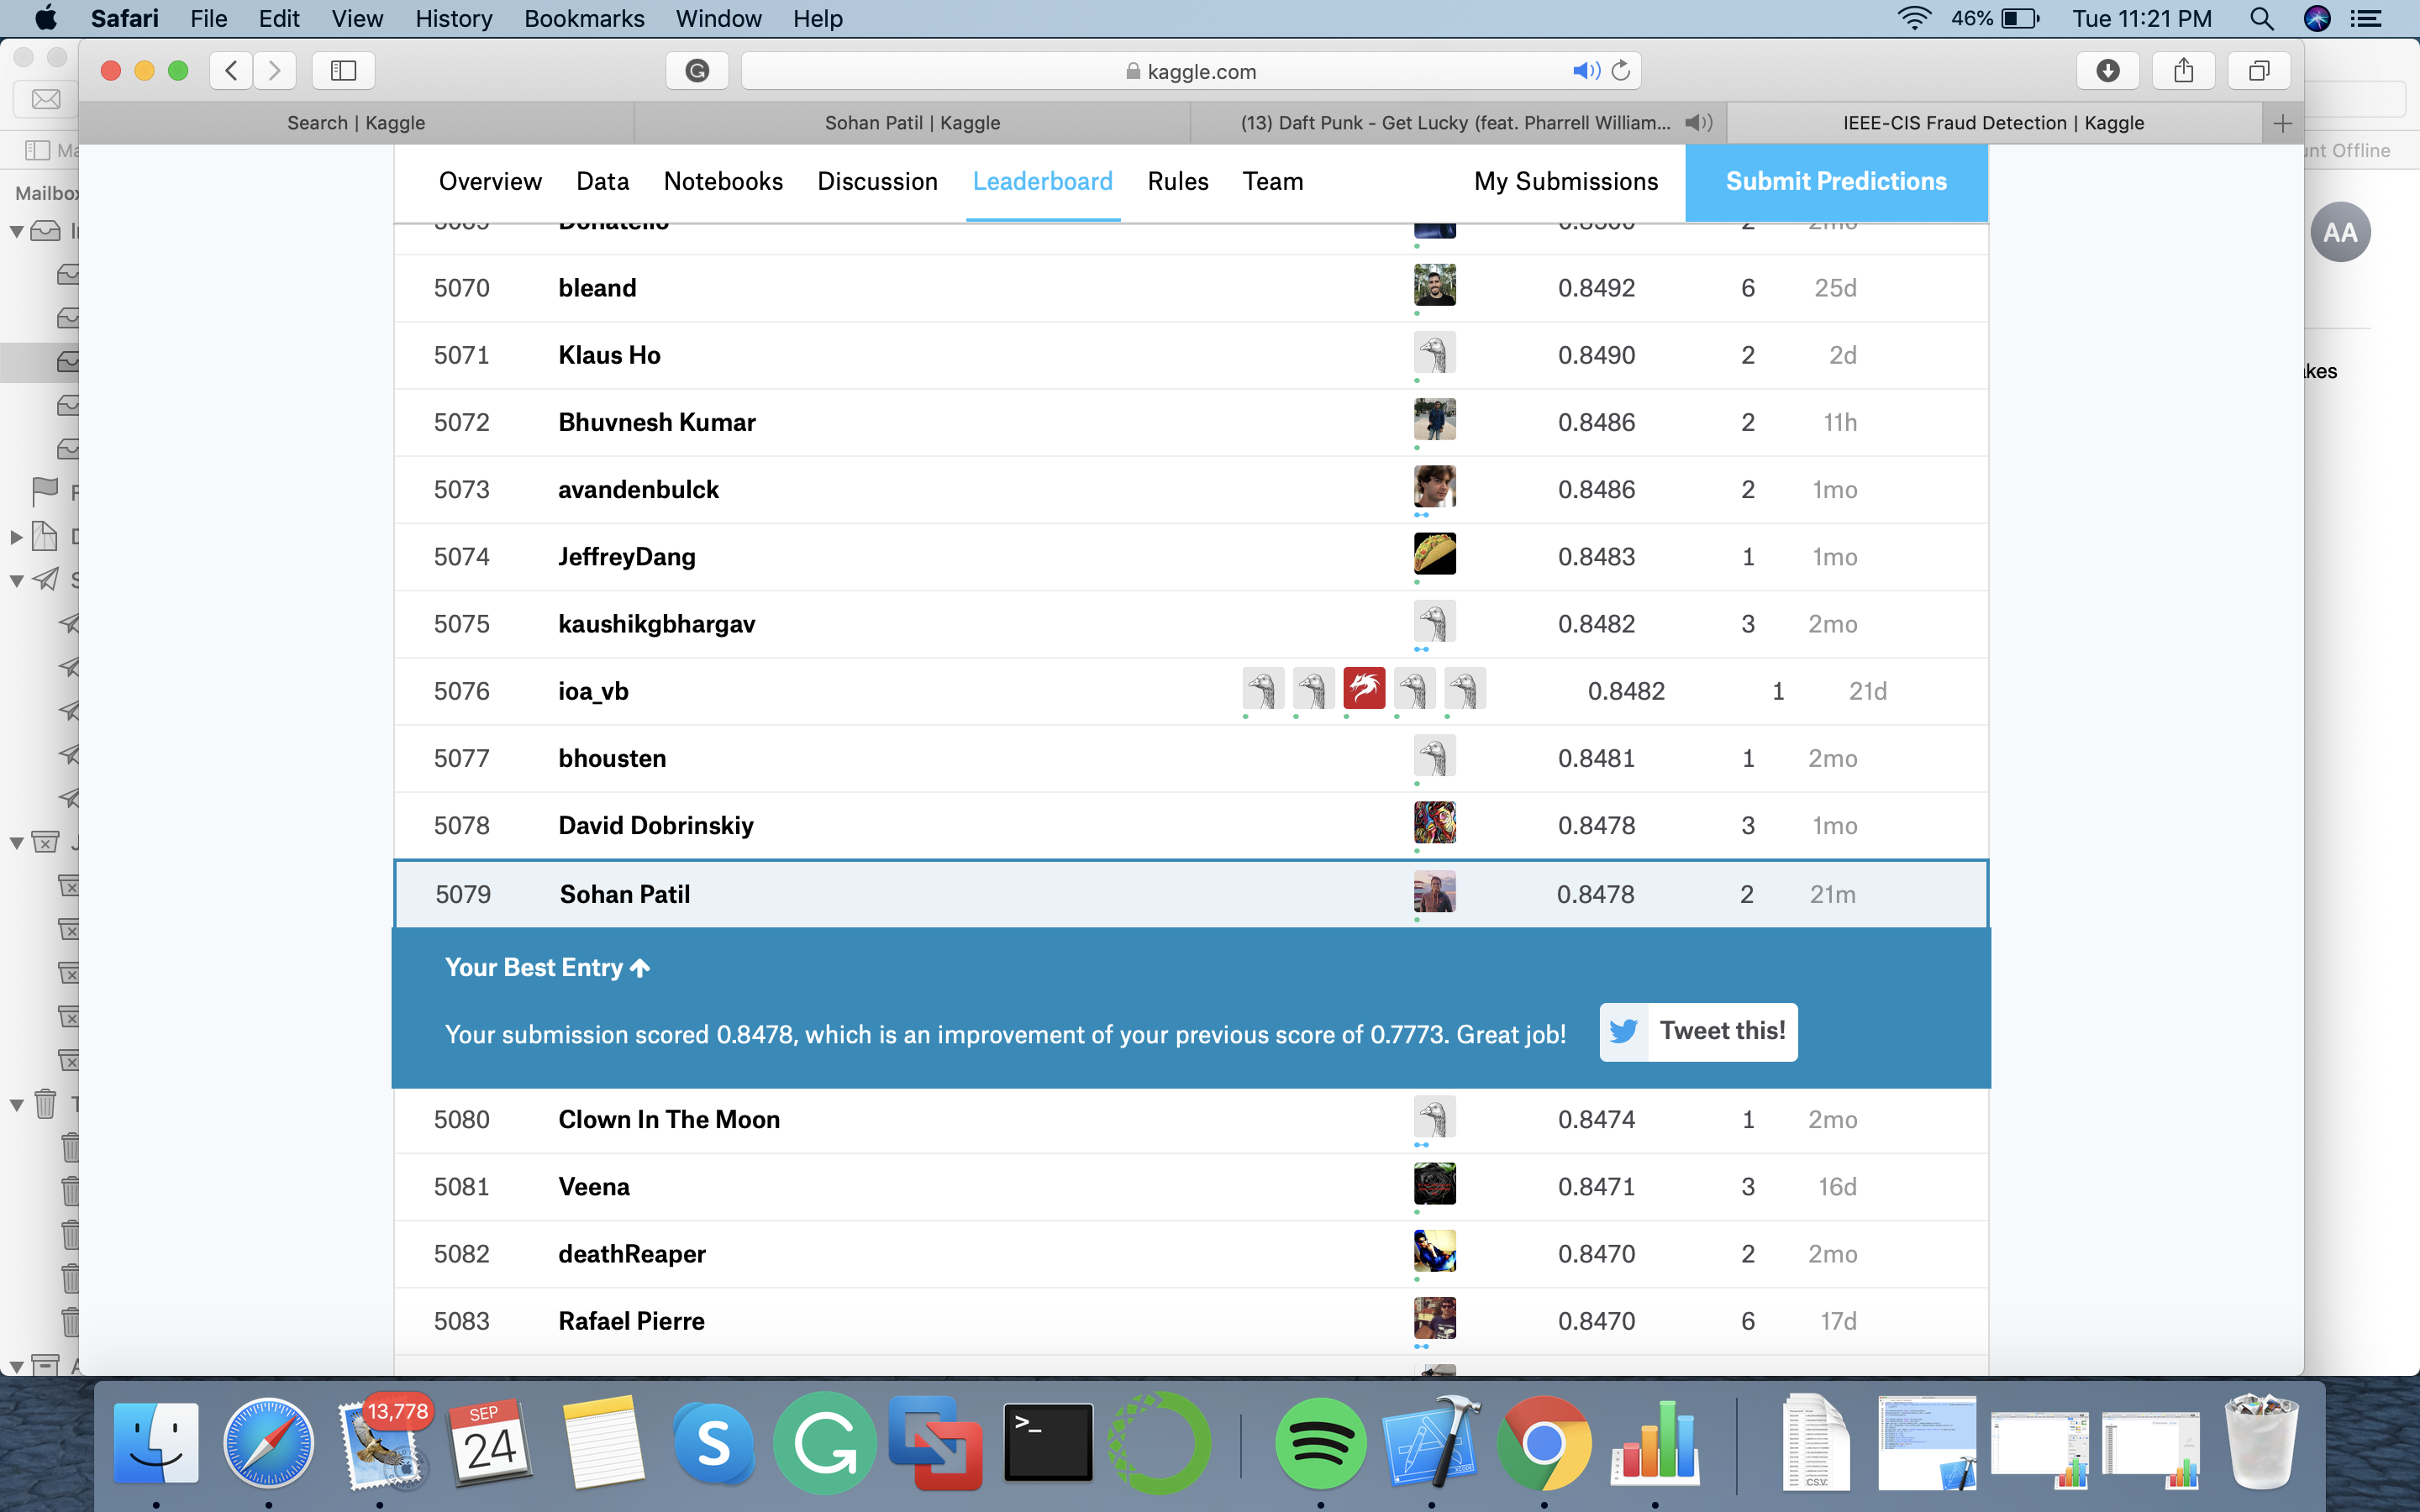 Safari File Edit View History Bookmarks Window Help 46% Tue 11:21 PM
kaggle.com
Search | Kaggle Sohan Patil | Kaggle (13) Daft Punk - Get Lucky (feat. Pharrell William... IEEE-CIS Fraud Detection | Kaggle
Offline
Overview Data Notebooks Discussion Leaderboard Rules Team My Submissions Submit Predictions
AA
5070 bleand 0.8492 6 25d
5071 Klaus Ho 0.8490 2 2d
5072 Bhuvnesh Kumar 0.8486 2 11h
5073 avandenbulck 0.8486 2 1mo
5074 JeffreyDang 0.8483 1 1mo
5075 kaushikgbhargav 0.8482 3 2mo
5076 ioa_vb 0.8482 1 21d
5077 bhousten 0.8481 1 2mo
5078 David Dobrinskiy 0.8478 3 1mo
5079 Sohan Patil 0.8478 2 21m
Your Best Entry
Your submission scored 0.8478, which is an improvement of your previous score of 0.7773. Great job! Tweet this!
5080 Clown In The Moon 0.8474 1 2mo
5081 Veena 0.8471 3 16d
5082 deathReaper 0.8470 2 2mo
5083 Rafael Pierre 0.8470 6 17d
13,778
SEP
24
S
G
>_
CSV